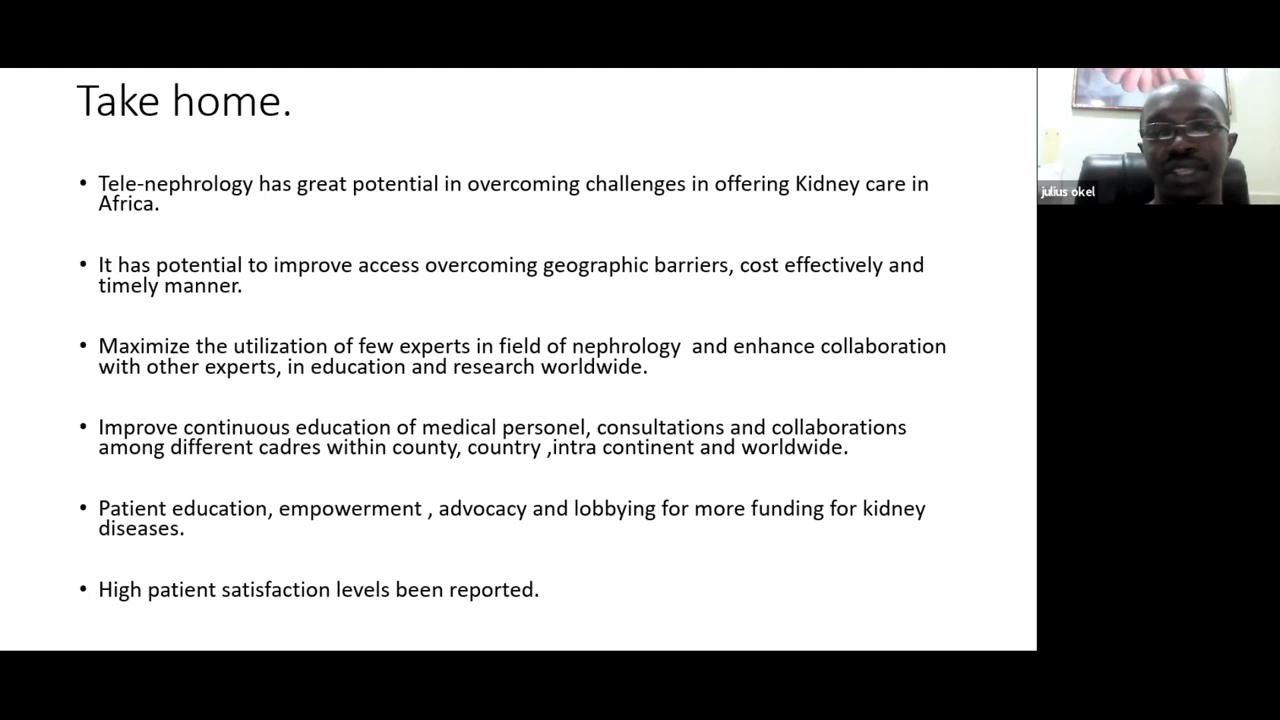 Take home.
• Tele-nephrology has great potential in overcoming challenges in offering Kidney care in
Africa.
• It has potential to improve access overcoming geographic barriers, cost effectively and
timely manner.
• Maximize the utilization of few experts in field of nephrology  and enhance collaboration
with other experts, in education and research worldwide.
• Improve continuous education of medical personel, consultations and collaborations
among different cadres within county, country ,intra continent and worldwide.
• Patient education, empowerment , advocacy and lobbying for more funding for kidney
diseases.
• High patient satisfaction levels been reported.
julius okel